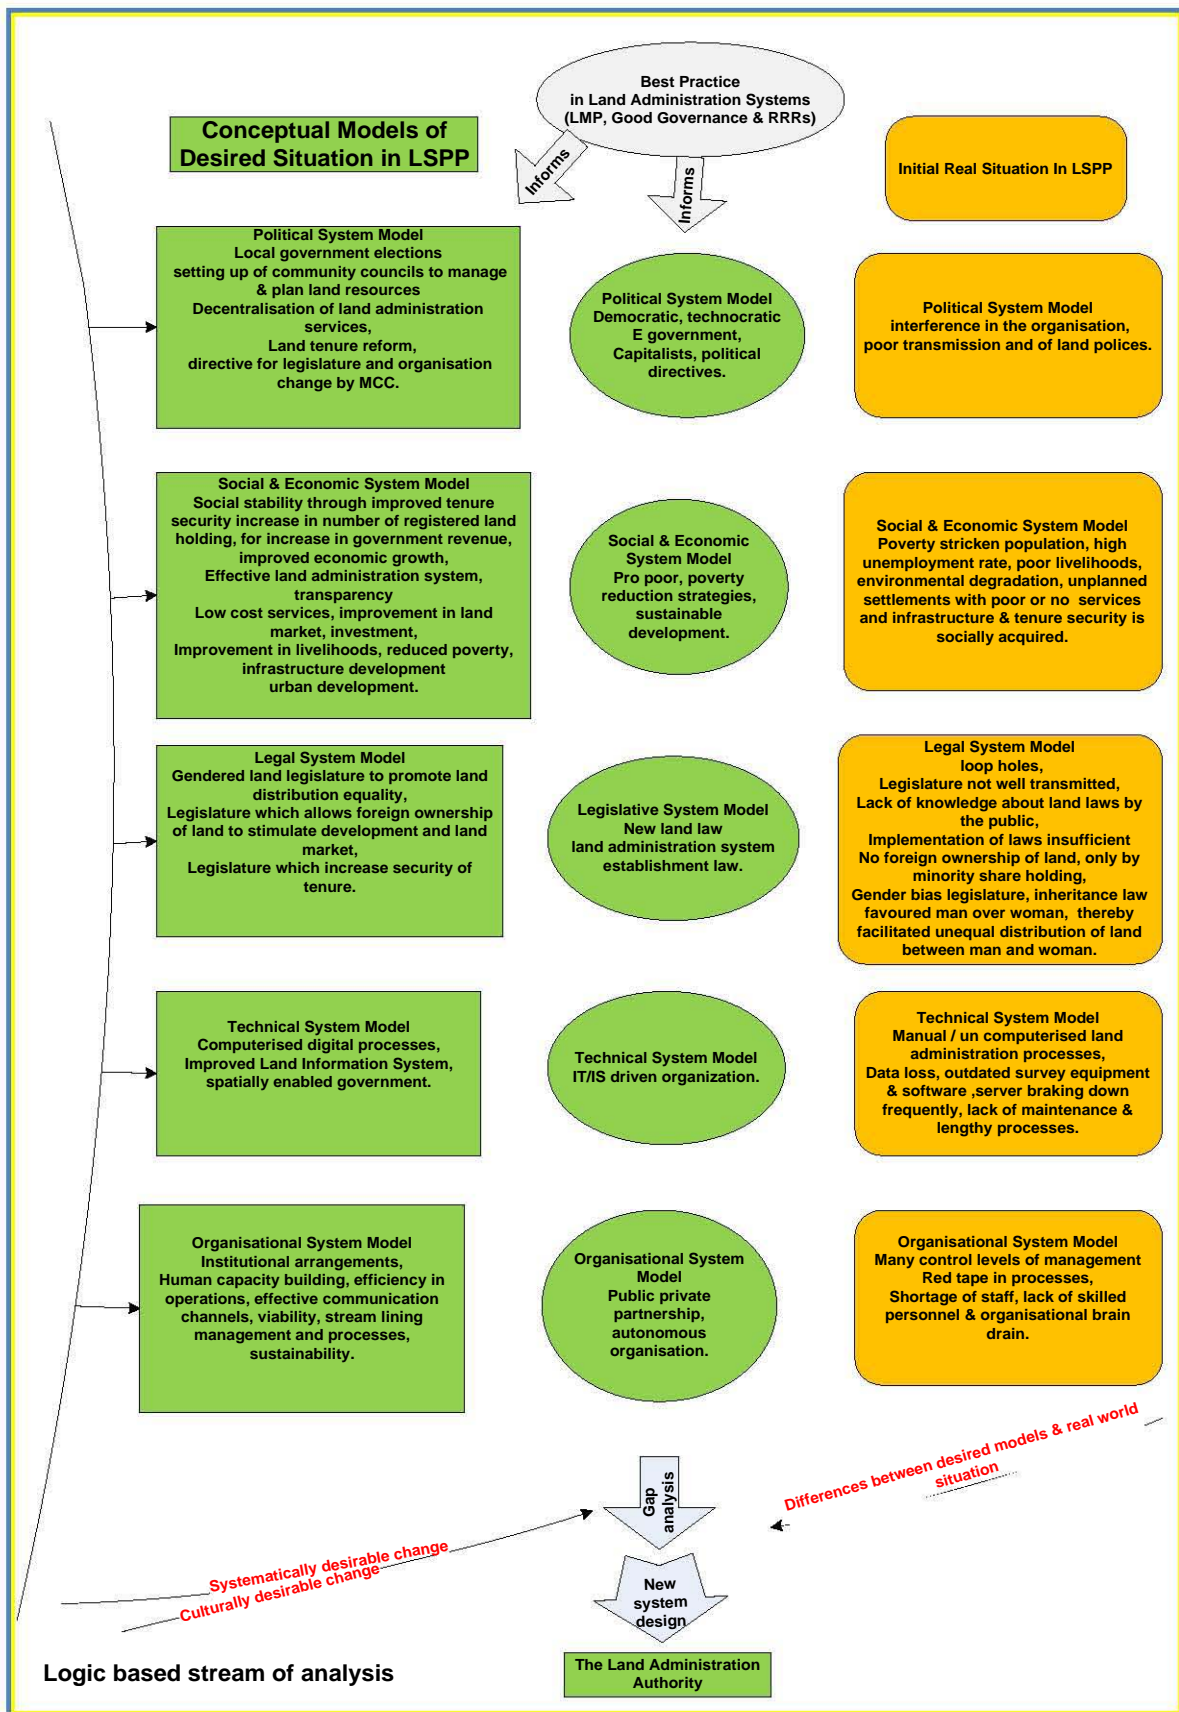 Best Practice
in Land Administration Systems
(LMP, Good Governance & RRRs)
Conceptual Models of
Desired Situation in LSPP
Informs
Informs
Initial Real Situation In LSPP
Political System Model
Local government elections
setting up of community councils to manage
& plan land resources
Decentralisation of land administration
services,
Land tenure reform,
directive for legislature and organisation
change by MCC.
Political System Model
Democratic, technocratic
E government,
Capitalists, political
directives.
Political System Model
interference in the organisation,
poor transmission and of land polices.
Social & Economic System Model
Social stability through improved tenure
security increase in number of registered land
holding, for increase in government revenue,
improved economic growth,
Effective land administration system,
transparency
Low cost services, improvement in land
market, investment,
Improvement in livelihoods, reduced poverty,
infrastructure development
urban development.
Social & Economic
System Model
Pro poor, poverty
reduction strategies,
sustainable
development.
Social & Economic System Model
Poverty stricken population, high
unemployment rate, poor livelihoods,
environmental degradation, unplanned
settlements with poor or no services
and infrastructure & tenure security is
socially acquired.
Legal System Model
Gendered land legislature to promote land
distribution equality,
Legislature which allows foreign ownership
of land to stimulate development and land
market,
Legislature which increase security of
tenure.
Legislative System Model
New land law
land administration system
establishment law.
Legal System Model
loop holes,
Legislature not well transmitted,
Lack of knowledge about land laws by
the public,
Implementation of laws insufficient
No foreign ownership of land, only by
minority share holding,
Gender bias legislature, inheritance law
favoured man over woman, thereby
facilitated unequal distribution of land
between man and woman.
Technical System Model
Computerised digital processes,
Improved Land Information System,
spatially enabled government.
Technical System Model
IT/IS driven organization.
Technical System Model
Manual / un computerised land
administration processes,
Data loss, outdated survey equipment
& software ,server braking down
frequently, lack of maintenance &
lengthy processes.
Organisational System Model
Institutional arrangements,
Human capacity building, efficiency in
operations, effective communication
channels, viability, stream lining
management and processes,
sustainability.
Organisational System
Model
Public private
partnership,
autonomous
organisation.
Organisational System Model
Many control levels of management
Red tape in processes,
Shortage of staff, lack of skilled
personnel & organisational brain
drain.
Differences between desired models & real world
situation
Gap
analysis
Systematically desirable change
Culturally desirable change
New
system
design
Logic based stream of analysis
The Land Administration
Authority